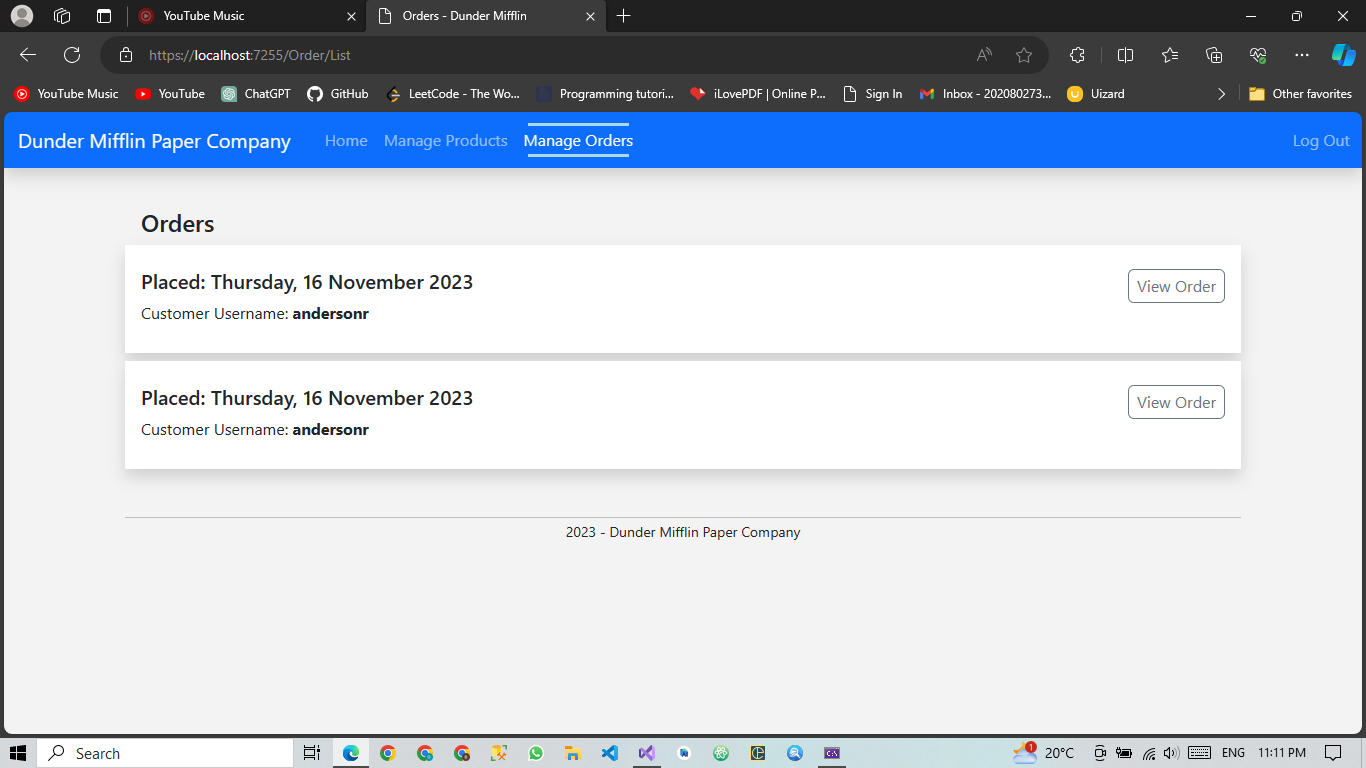 YouTube Music
Orders - Dunder Mifflin
https://localhost:7255/Order/List
YouTube Music
YouTube
ChatGPT
GitHub
LeetCode - The Wo...
Programming tutori...
iLovePDF | Online P...
Sign In
Inbox - 202080273...
Uizard
Other favorites
Dunder Mifflin Paper Company
Home
Manage Products
Manage Orders
Log Out
Orders
Placed: Thursday, 16 November 2023
View Order
Customer Username: andersonr
Placed: Thursday, 16 November 2023
View Order
Customer Username: andersonr
2023 - Dunder Mifflin Paper Company
Search
1
20°C
ENG
11:11 PM